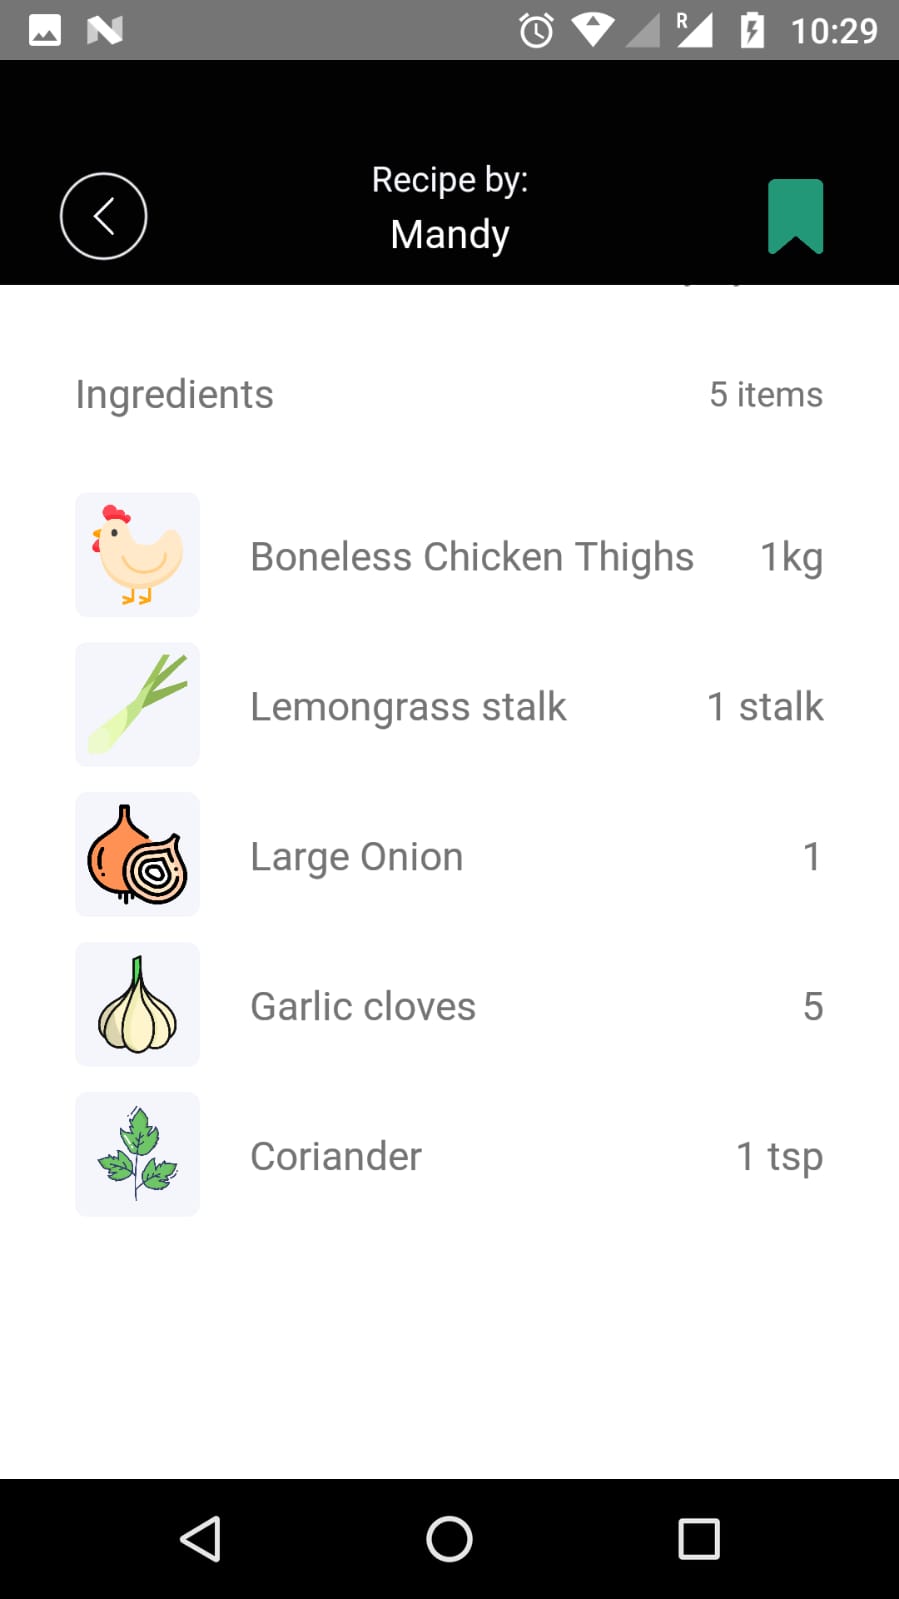 R
10:29
Recipe by:
Mandy
Ingredients 5 items
Boneless Chicken Thighs 1kg
Lemongrass stalk 1 stalk
Large Onion 1
Garlic cloves 5
Coriander 1 tsp